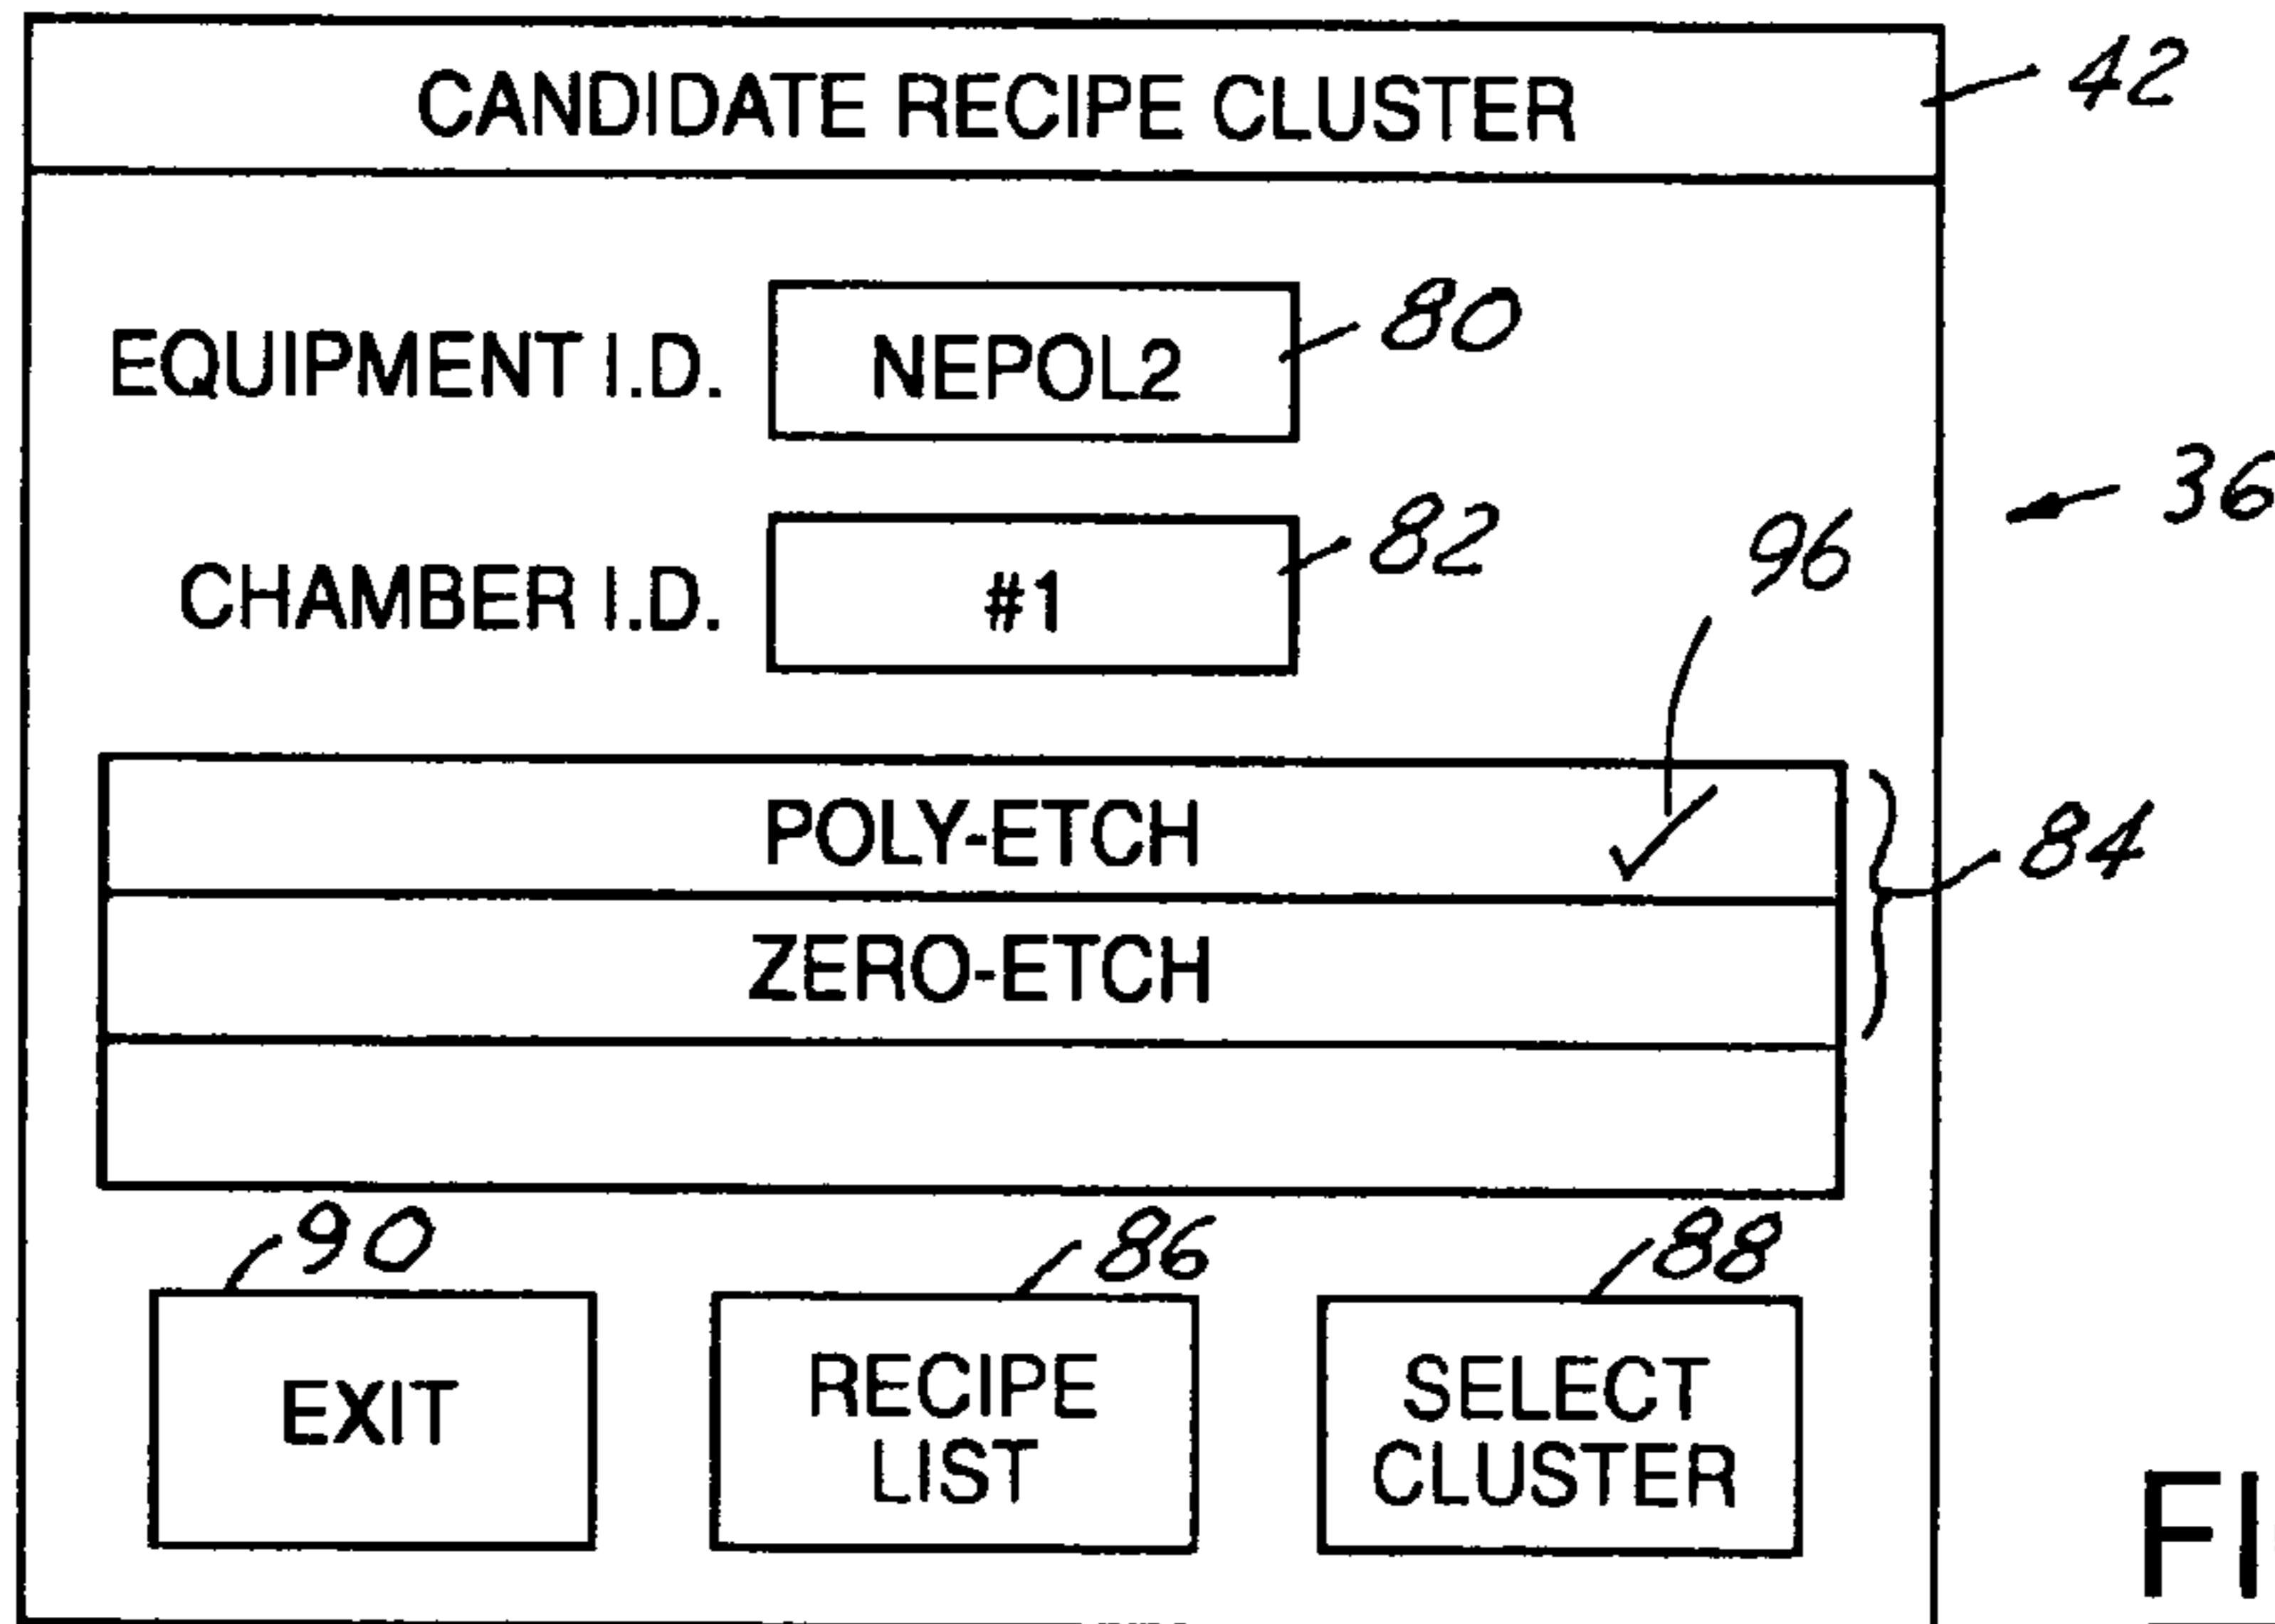 CANDIDATE RECIPE CLUSTER
42
EQUIPMENT I.D. NEPOL2 80
36
CHAMBER I.D. #1 82
96
POLY-ETCH ✓
84
ZERO-ETCH
90 86 88
EXIT
RECIPE
LIST
SELECT
CLUSTER